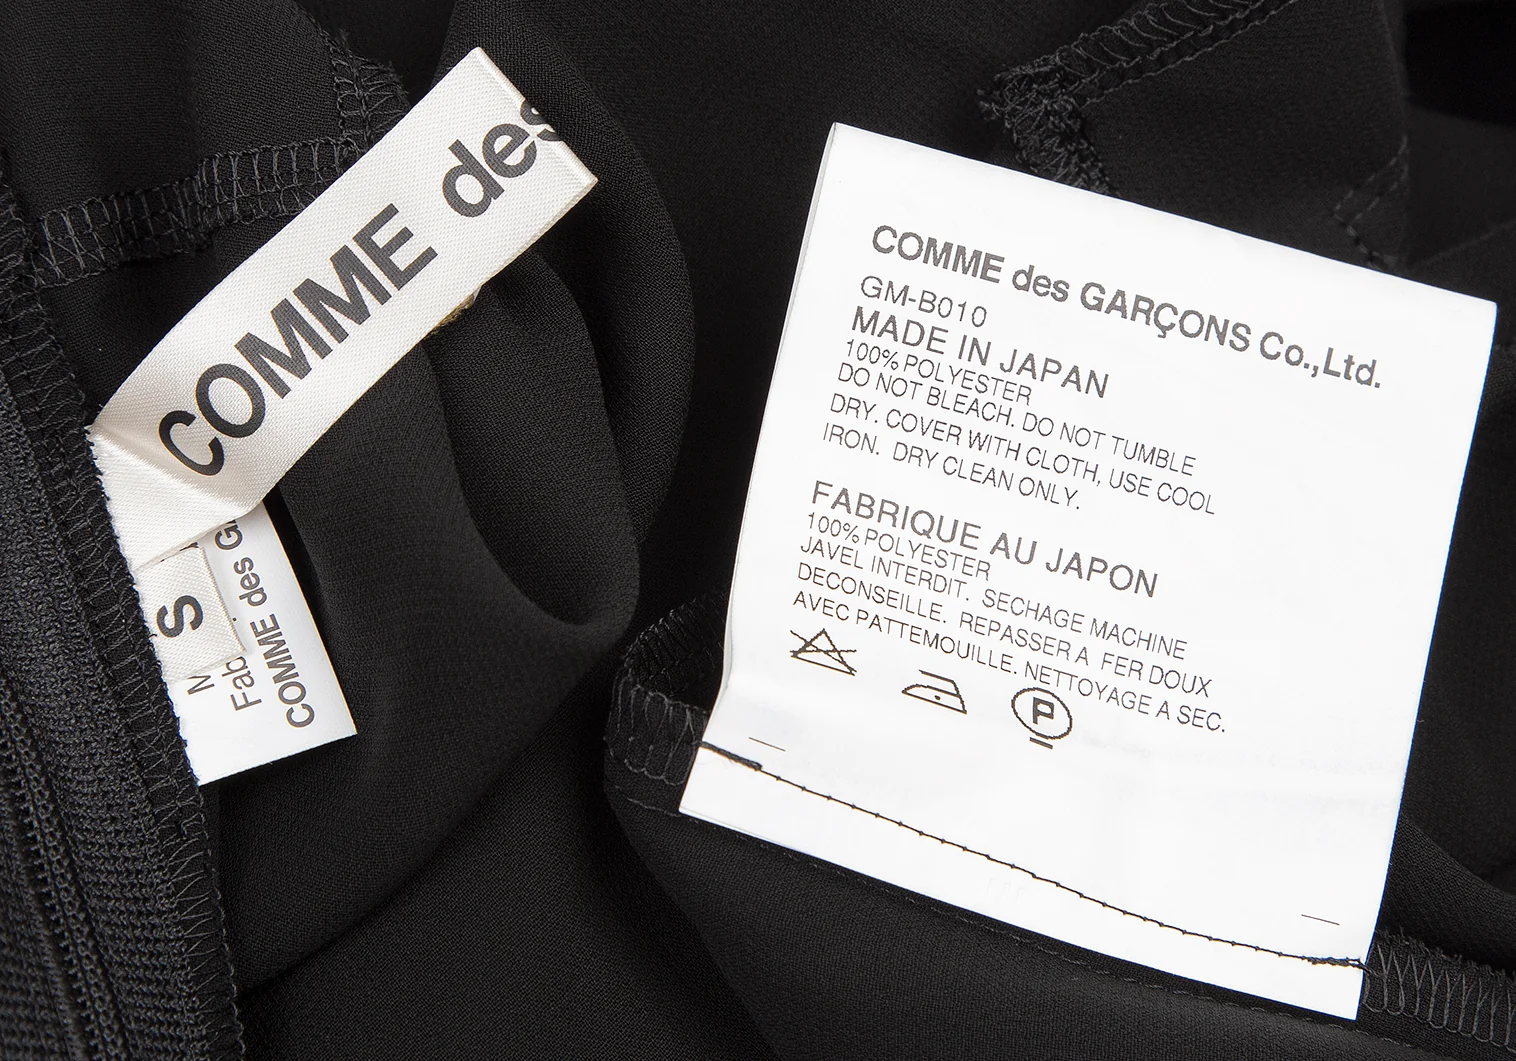 COMME des
S
Fab
COMME des G
COMME des GARÇONS Co.,Ltd.
GM-B010
MADE IN JAPAN
100% POLYESTER
DO NOT BLEACH. DO NOT TUMBLE
DRY. COVER WITH CLOTH, USE COOL
IRON. DRY CLEAN ONLY.
FABRIQUE AU JAPON
100% POLYESTER
JAVEL INTERDIT. SECHAGE MACHINE
DECONSEILLE. REPASSER A FER DOUX
AVEC PATTEMOUILLE. NETTOYAGE A SEC.
P